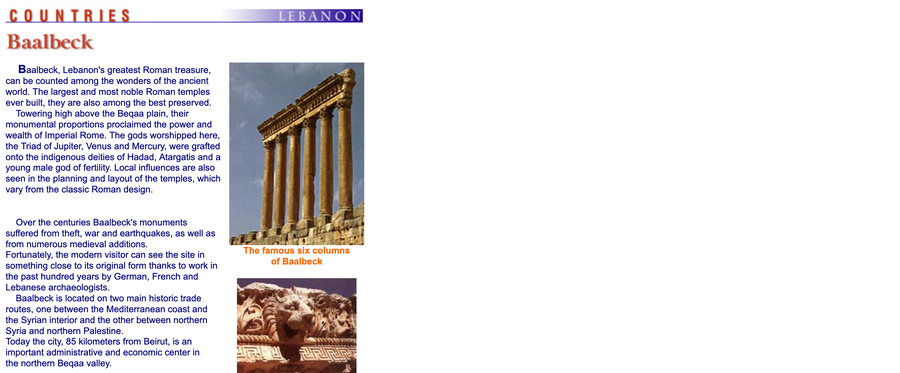 COUNTRIES
LEBANON
Baalbeck
Baalbeck, Lebanon's greatest Roman treasure,
can be counted among the wonders of the ancient
world. The largest and most noble Roman temples
ever built, they are also among the best preserved.
Towering high above the Beqaa plain, their
monumental proportions proclaimed the power and
wealth of Imperial Rome. The gods worshipped here,
the Triad of Jupiter, Venus and Mercury, were grafted
onto the indigenous deities of Hadad, Atargatis and a
young male god of fertility. Local influences are also
seen in the planning and layout of the temples, which
vary from the classic Roman design.
Over the centuries Baalbeck's monuments
suffered from theft, war and earthquakes, as well as
from numerous medieval additions.
Fortunately, the modern visitor can see the site in
something close to its original form thanks to work in
the past hundred years by German, French and
Lebanese archaeologists.
Baalbeck is located on two main historic trade
routes, one between the Mediterranean coast and
the Syrian interior and the other between northern
Syria and northern Palestine.
Today the city, 85 kilometers from Beirut, is an
important administrative and economic center in
the northern Beqaa valley.
The famous six columns
of Baalbeck